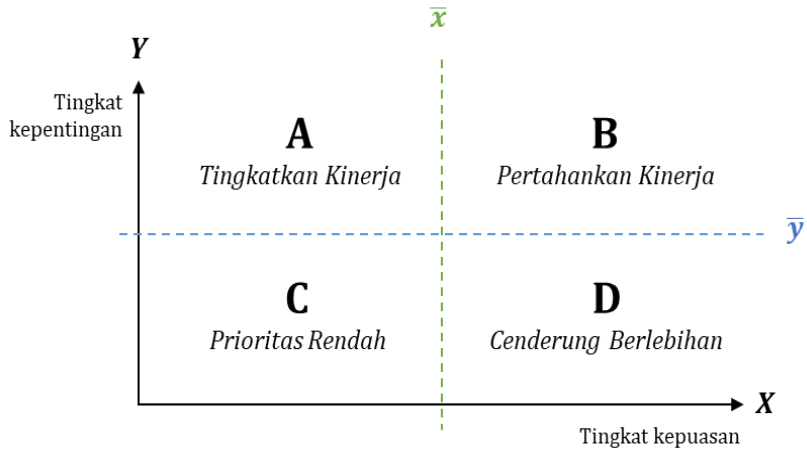 x̅
Y
Tingkat
kepentingan
A
Tingkatkan Kinerja
B
Pertahankan Kinerja
y̅
C
Prioritas Rendah
D
Cenderung Berlebihan
X
Tingkat kepuasan